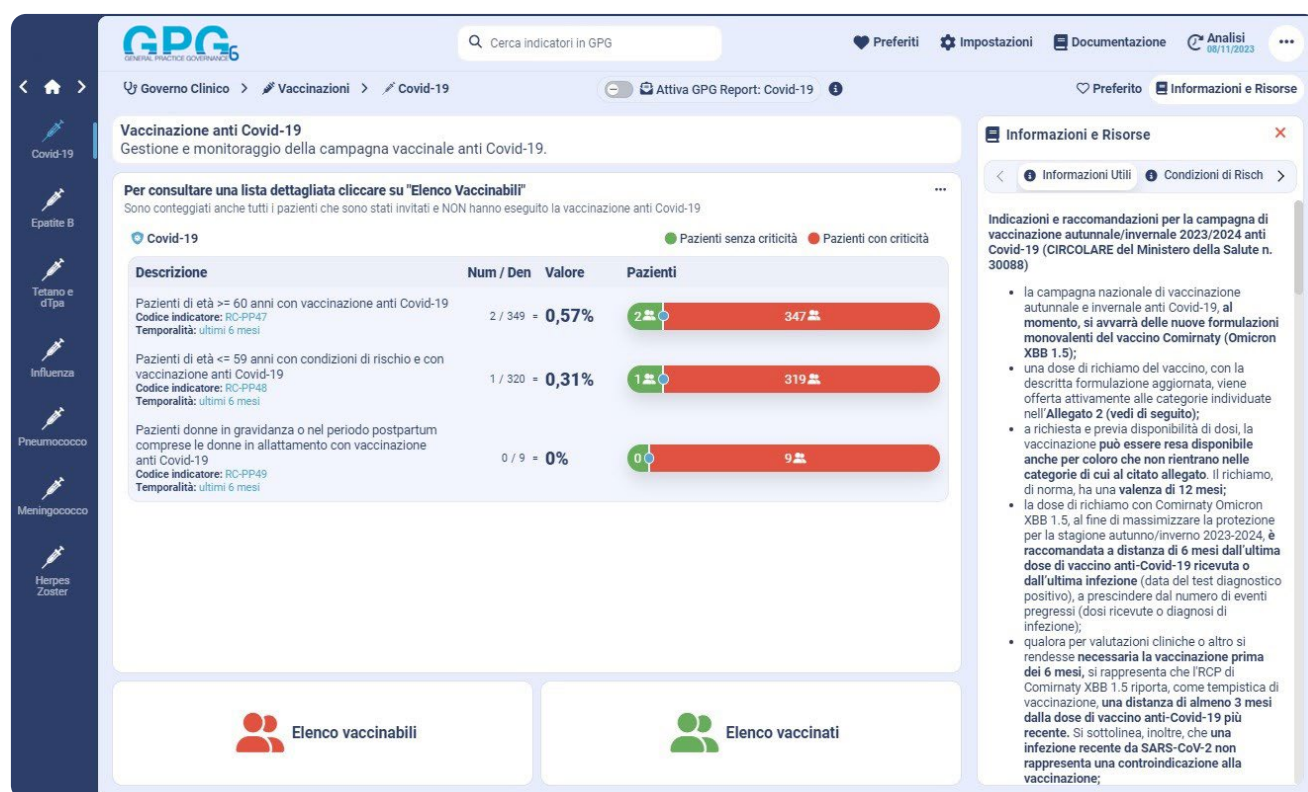 GPG6
GENERAL PRACTICE GOVERNANCE
Cerca indicatori in GPG
Preferiti
Impostazioni
Documentazione
Analisi
08/11/2023
Governo Clinico > Vaccinazioni > Covid-19
Attiva GPG Report: Covid-19
Preferito
Informazioni e Risorse
Covid-19
Epatite B
Tetano e
dTpa
Influenza
Pneumococco
Meningococco
Herpes
Zoster
Vaccinazione anti Covid-19
Gestione e monitoraggio della campagna vaccinale anti Covid-19.
Per consultare una lista dettagliata cliccare su "Elenco Vaccinabili"
Sono conteggiati anche tutti i pazienti che sono stati invitati e NON hanno eseguito la vaccinazione anti Covid-19
Covid-19
Pazienti senza criticità
Pazienti con criticità
Descrizione Num / Den Valore Pazienti
Pazienti di età >= 60 anni con vaccinazione anti Covid-19
Codice indicatore: RC-PP47
Temporalità: ultimi 6 mesi
2 / 349 = 0,57%
2 347
Pazienti di età <= 59 anni con condizioni di rischio e con
vaccinazione anti Covid-19
Codice indicatore: RC-PP48
Temporalità: ultimi 6 mesi
1 / 320 = 0,31%
1 319
Pazienti donne in gravidanza o nel periodo postpartum
comprese le donne in allattamento con vaccinazione
anti Covid-19
Codice indicatore: RC-PP49
Temporalità: ultimi 6 mesi
0 / 9 = 0%
0 9
Elenco vaccinabili
Elenco vaccinati
Informazioni e Risorse
Informazioni Utili
Condizioni di Risch
Indicazioni e raccomandazioni per la campagna di
vaccinazione autunnale/invernale 2023/2024 anti
Covid-19 (CIRCOLARE del Ministero della Salute n.
30088)
• la campagna nazionale di vaccinazione
autunnale e invernale anti Covid-19, al
momento, si avvarrà delle nuove formulazioni
monovalenti del vaccino Comirnaty (Omicron
XBB 1.5);
• una dose di richiamo del vaccino, con la
descritta formulazione aggiornata, viene
offerta attivamente alle categorie individuate
nell'Allegato 2 (vedi di seguito);
• a richiesta e previa disponibilità di dosi, la
vaccinazione può essere resa disponibile
anche per coloro che non rientrano nelle
categorie di cui al citato allegato. Il richiamo,
di norma, ha una valenza di 12 mesi;
• la dose di richiamo con Comirnaty Omicron
XBB 1.5, al fine di massimizzare la protezione
per la stagione autunno/inverno 2023-2024, è
raccomandata a distanza di 6 mesi dall'ultima
dose di vaccino anti-Covid-19 ricevuta o
dall'ultima infezione (data del test diagnostico
positivo), a prescindere dal numero di eventi
pregressi (dosi ricevute o diagnosi di
infezione);
• qualora per valutazioni cliniche o altro si
rendesse necessaria la vaccinazione prima
dei 6 mesi, si rappresenta che l'RCP di
Comirnaty XBB 1.5 riporta, come tempistica di
vaccinazione, una distanza di almeno 3 mesi
dalla dose di vaccino anti-Covid-19 più
recente. Si sottolinea, inoltre, che una
infezione recente da SARS-CoV-2 non
rappresenta una controindicazione alla
vaccinazione;